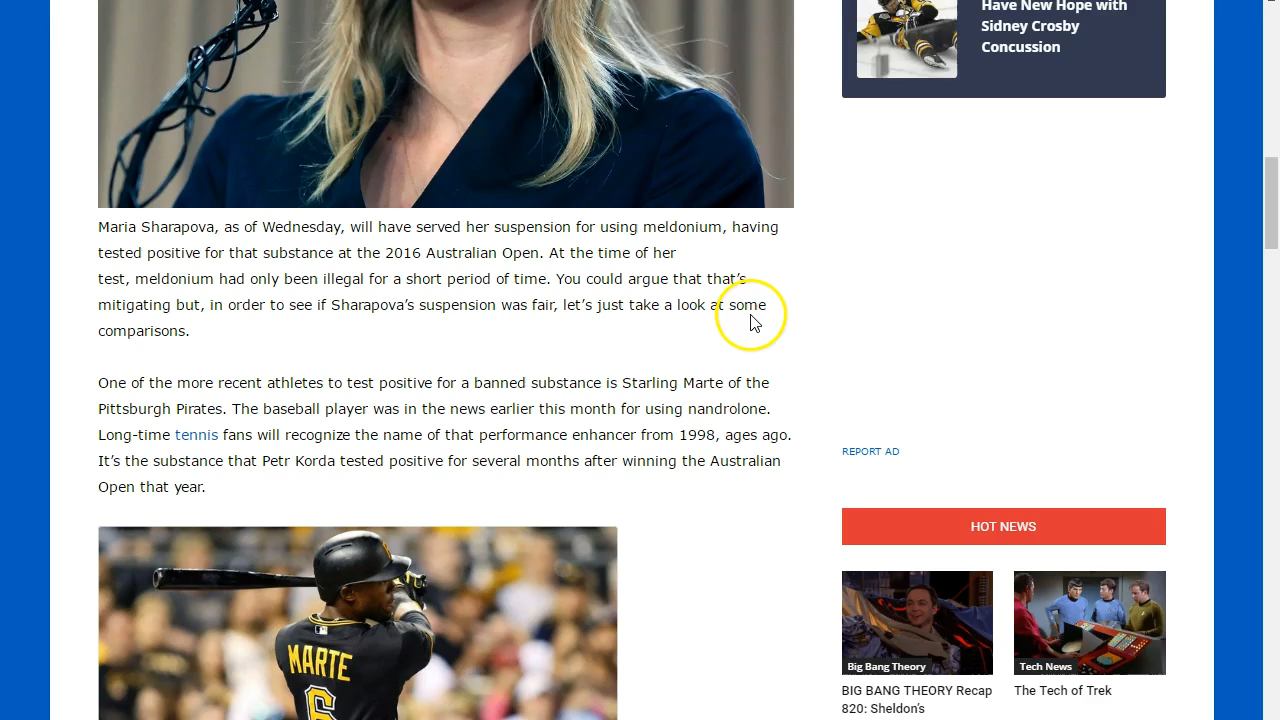 Have New Hope with
Sidney Crosby
Concussion
Maria Sharapova, as of Wednesday, will have served her suspension for using meldonium, having
tested positive for that substance at the 2016 Australian Open. At the time of her
test, meldonium had only been illegal for a short period of time. You could argue that that's
mitigating but, in order to see if Sharapova's suspension was fair, let's just take a look at some
comparisons.
One of the more recent athletes to test positive for a banned substance is Starling Marte of the
Pittsburgh Pirates. The baseball player was in the news earlier this month for using nandrolone.
Long-time tennis fans will recognize the name of that performance enhancer from 1998, ages ago.
It's the substance that Petr Korda tested positive for several months after winning the Australian
Open that year.
MARTE
6
REPORT AD
HOT NEWS
Big Bang Theory
BIG BANG THEORY Recap
820: Sheldon's
Tech News
The Tech of Trek